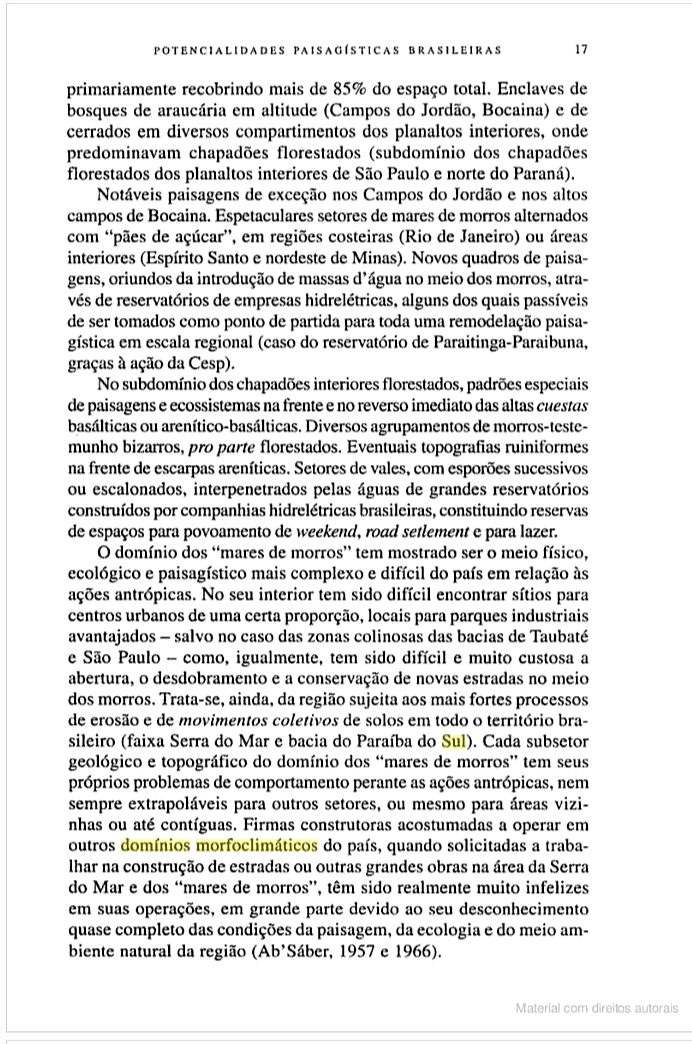 POTENCIALIDADES PAISAGÍSTICAS BRASILEIRAS 17
primariamente recobrindo mais de 85% do espaço total. Enclaves de
bosques de araucária em altitude (Campos do Jordão, Bocaina) e de
cerrados em diversos compartimentos dos planaltos interiores, onde
predominavam chapadões florestados (subdomínio dos chapadões
florestados dos planaltos interiores de São Paulo e norte do Paraná).
Notáveis paisagens de exceção nos Campos do Jordão e nos altos
campos de Bocaina. Espetaculares setores de mares de morros alternados
com “pães de açúcar”, em regiões costeiras (Rio de Janeiro) ou áreas
interiores (Espírito Santo e nordeste de Minas). Novos quadros de paisa-
gens, oriundos da introdução de massas d’água no meio dos morros, atra-
vés de reservatórios de empresas hidrelétricas, alguns dos quais passíveis
de ser tomados como ponto de partida para toda uma remodelação paisa-
gística em escala regional (caso do reservatório de Paraitinga-Paraibuna,
graças à ação da Cesp).
No subdomínio dos chapadões interiores florestados, padrões especiais
de paisagens e ecossistemas na frente e no reverso imediato das altas cuestas
basálticas ou arenítico-basálticas. Diversos agrupamentos de morros-teste-
munho bizarros, pro parte florestados. Eventuais topografias ruiniformes
na frente de escarpas areníticas. Setores de vales, com esporões sucessivos
ou escalonados, interpenetrados pelas águas de grandes reservatórios
construídos por companhias hidrelétricas brasileiras, constituindo reservas
de espaços para povoamento de weekend, road setlement e para lazer.
O domínio dos “mares de morros” tem mostrado ser o meio físico,
ecológico e paisagístico mais complexo e difícil do país em relação às
ações antrópicas. No seu interior tem sido difícil encontrar sítios para
centros urbanos de uma certa proporção, locais para parques industriais
avantajados – salvo no caso das zonas colinosas das bacias de Taubaté
e São Paulo – como, igualmente, tem sido difícil e muito custosa a
abertura, o desdobramento e a conservação de novas estradas no meio
dos morros. Trata-se, ainda, da região sujeita aos mais fortes processos
de erosão e de movimentos coletivos de solos em todo o território bra-
sileiro (faixa Serra do Mar e bacia do Paraíba do Sul). Cada subsetor
geológico e topográfico do domínio dos “mares de morros” tem seus
próprios problemas de comportamento perante as ações antrópicas, nem
sempre extrapoláveis para outros setores, ou mesmo para áreas vizi-
nhas ou até contíguas. Firmas construtoras acostumadas a operar em
outros domínios morfoclimáticos do país, quando solicitadas a traba-
lhar na construção de estradas ou outras grandes obras na área da Serra
do Mar e dos “mares de morros”, têm sido realmente muito infelizes
em suas operações, em grande parte devido ao seu desconhecimento
quase completo das condições da paisagem, da ecologia e do meio am-
biente natural da região (Ab’Sáber, 1957 e 1966).
Material com direitos autorais